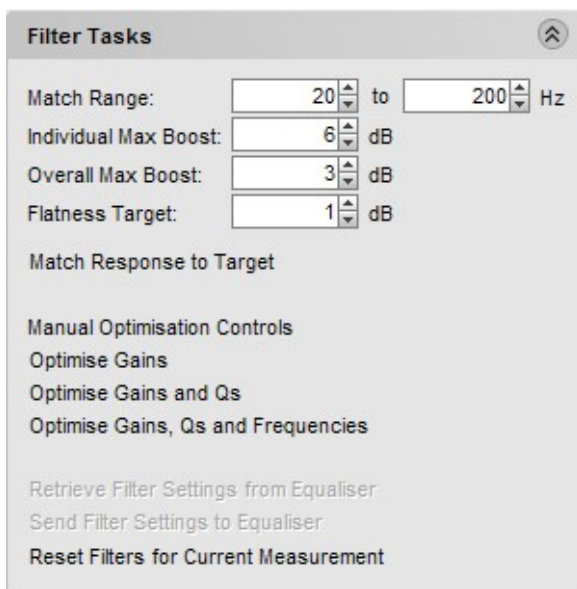 Filter Tasks
Match Range: 20 to 200 Hz
Individual Max Boost: 6 dB
Overall Max Boost: 3 dB
Flatness Target: 1 dB
Match Response to Target
Manual Optimisation Controls
Optimise Gains
Optimise Gains and Qs
Optimise Gains, Qs and Frequencies
Retrieve Filter Settings from Equaliser
Send Filter Settings to Equaliser
Reset Filters for Current Measurement